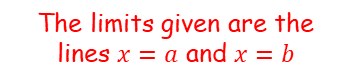 The limits given are the
lines x = a and x = b